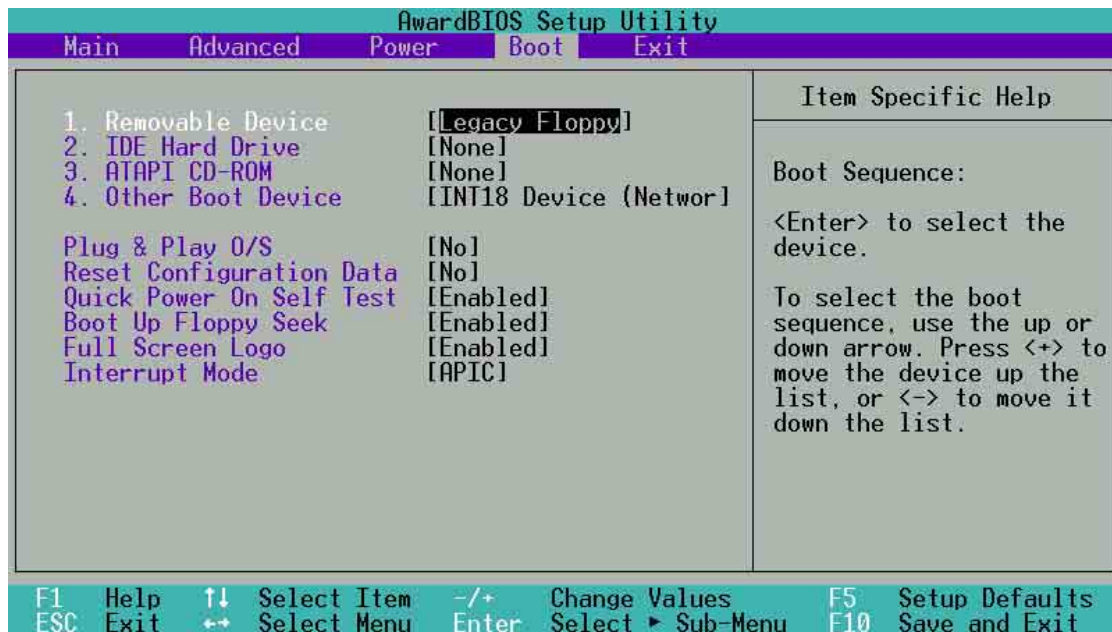 AwardBIOS Setup Utility
Main Advanced Power Boot Exit
1. Removable Device [Legacy Floppy]
2. IDE Hard Drive [None]
3. ATAPI CD-ROM [None]
4. Other Boot Device [INT18 Device (Networ]
Plug & Play O/S [No]
Reset Configuration Data [No]
Quick Power On Self Test [Enabled]
Boot Up Floppy Seek [Enabled]
Full Screen Logo [Enabled]
Interrupt Mode [APIC]
Item Specific Help
Boot Sequence:
<Enter> to select the
device.
To select the boot
sequence, use the up or
down arrow. Press <+> to
move the device up the
list, or <-> to move it
down the list.
F1 Help ↑↓ Select Item -/+ Change Values F5 Setup Defaults
ESC Exit ←→ Select Menu Enter Select ► Sub-Menu F10 Save and Exit